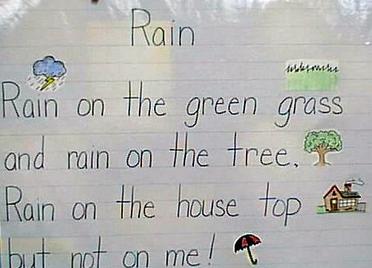 Rain
Rain on the green grass
and rain on the tree.
Rain on the house top
but not on me!